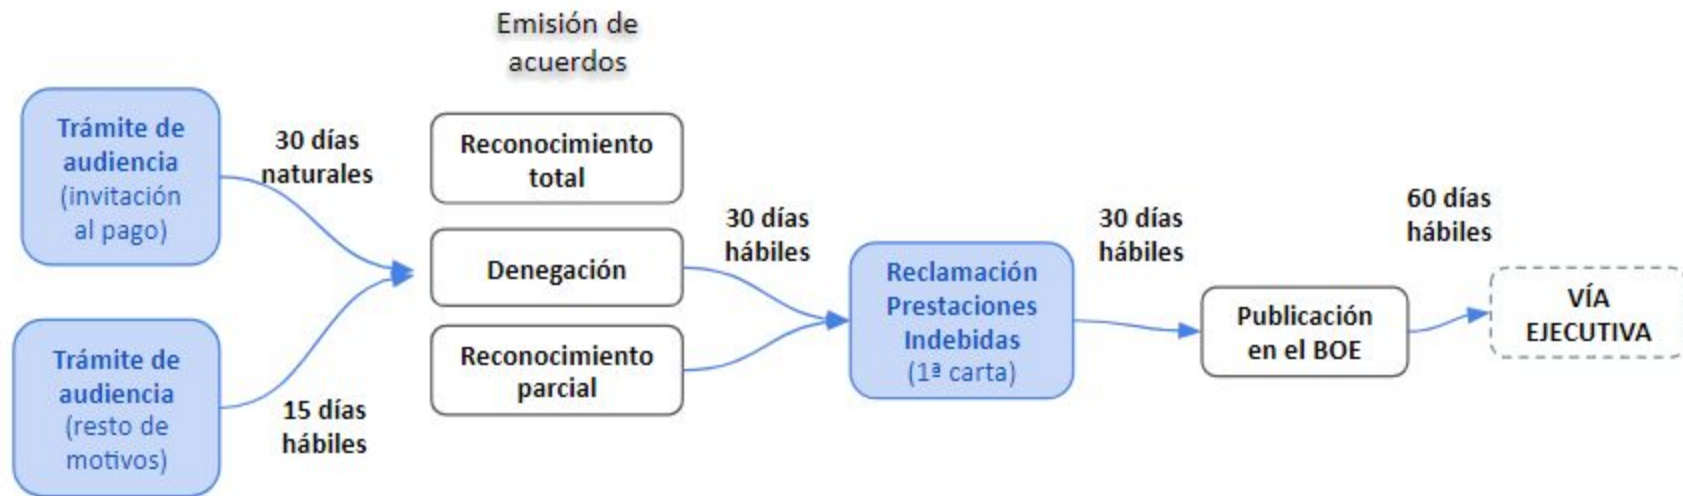 Emisión de
acuerdos
Trámite de
audiencia
(invitación
al pago)
30 días
naturales
Trámite de
audiencia
(resto de
motivos)
15 días
hábiles
Reconocimiento
total
Denegación
Reconocimiento
parcial
30 días
hábiles
Reclamación
Prestaciones
Indebidas
(1ª carta)
30 días
hábiles
Publicación
en el BOE
60 días
hábiles
VÍA
EJECUTIVA